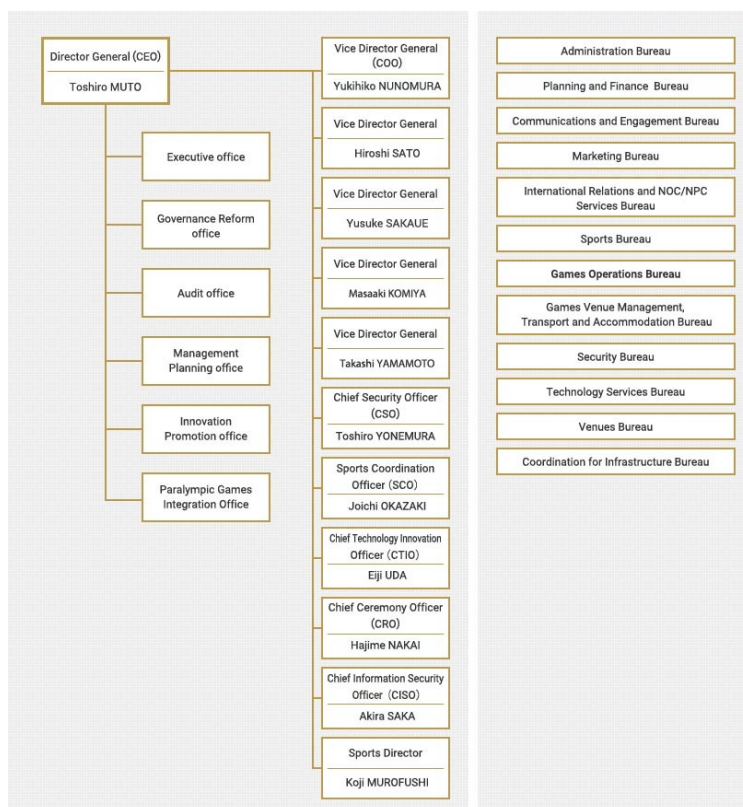 Director General (CEO)
Toshiro MUTO
Executive office
Governance Reform
office
Audit office
Management
Planning office
Innovation
Promotion office
Paralympic Games
Integration Office
Vice Director General
(COO)
Yukihiko NUNOMURA
Vice Director General
Hiroshi SATO
Vice Director General
Yusuke SAKAUE
Vice Director General
Masaaki KOMIYA
Vice Director General
Takashi YAMAMOTO
Chief Security Officer
(CSO)
Toshiro YONEMURA
Sports Coordination
Officer (SCO)
Joichi OKAZAKI
Chief Technology Innovation
Officer (CTIO)
Eiji UDA
Chief Ceremony Officer
(CRO)
Hajime NAKAI
Chief Information Security
Officer (CISO)
Akira SAKA
Sports Director
Koji MUROFUSHI
Administration Bureau
Planning and Finance Bureau
Communications and Engagement Bureau
Marketing Bureau
International Relations and NOC/NPC
Services Bureau
Sports Bureau
Games Operations Bureau
Games Venue Management,
Transport and Accommodation Bureau
Security Bureau
Technology Services Bureau
Venues Bureau
Coordination for Infrastructure Bureau